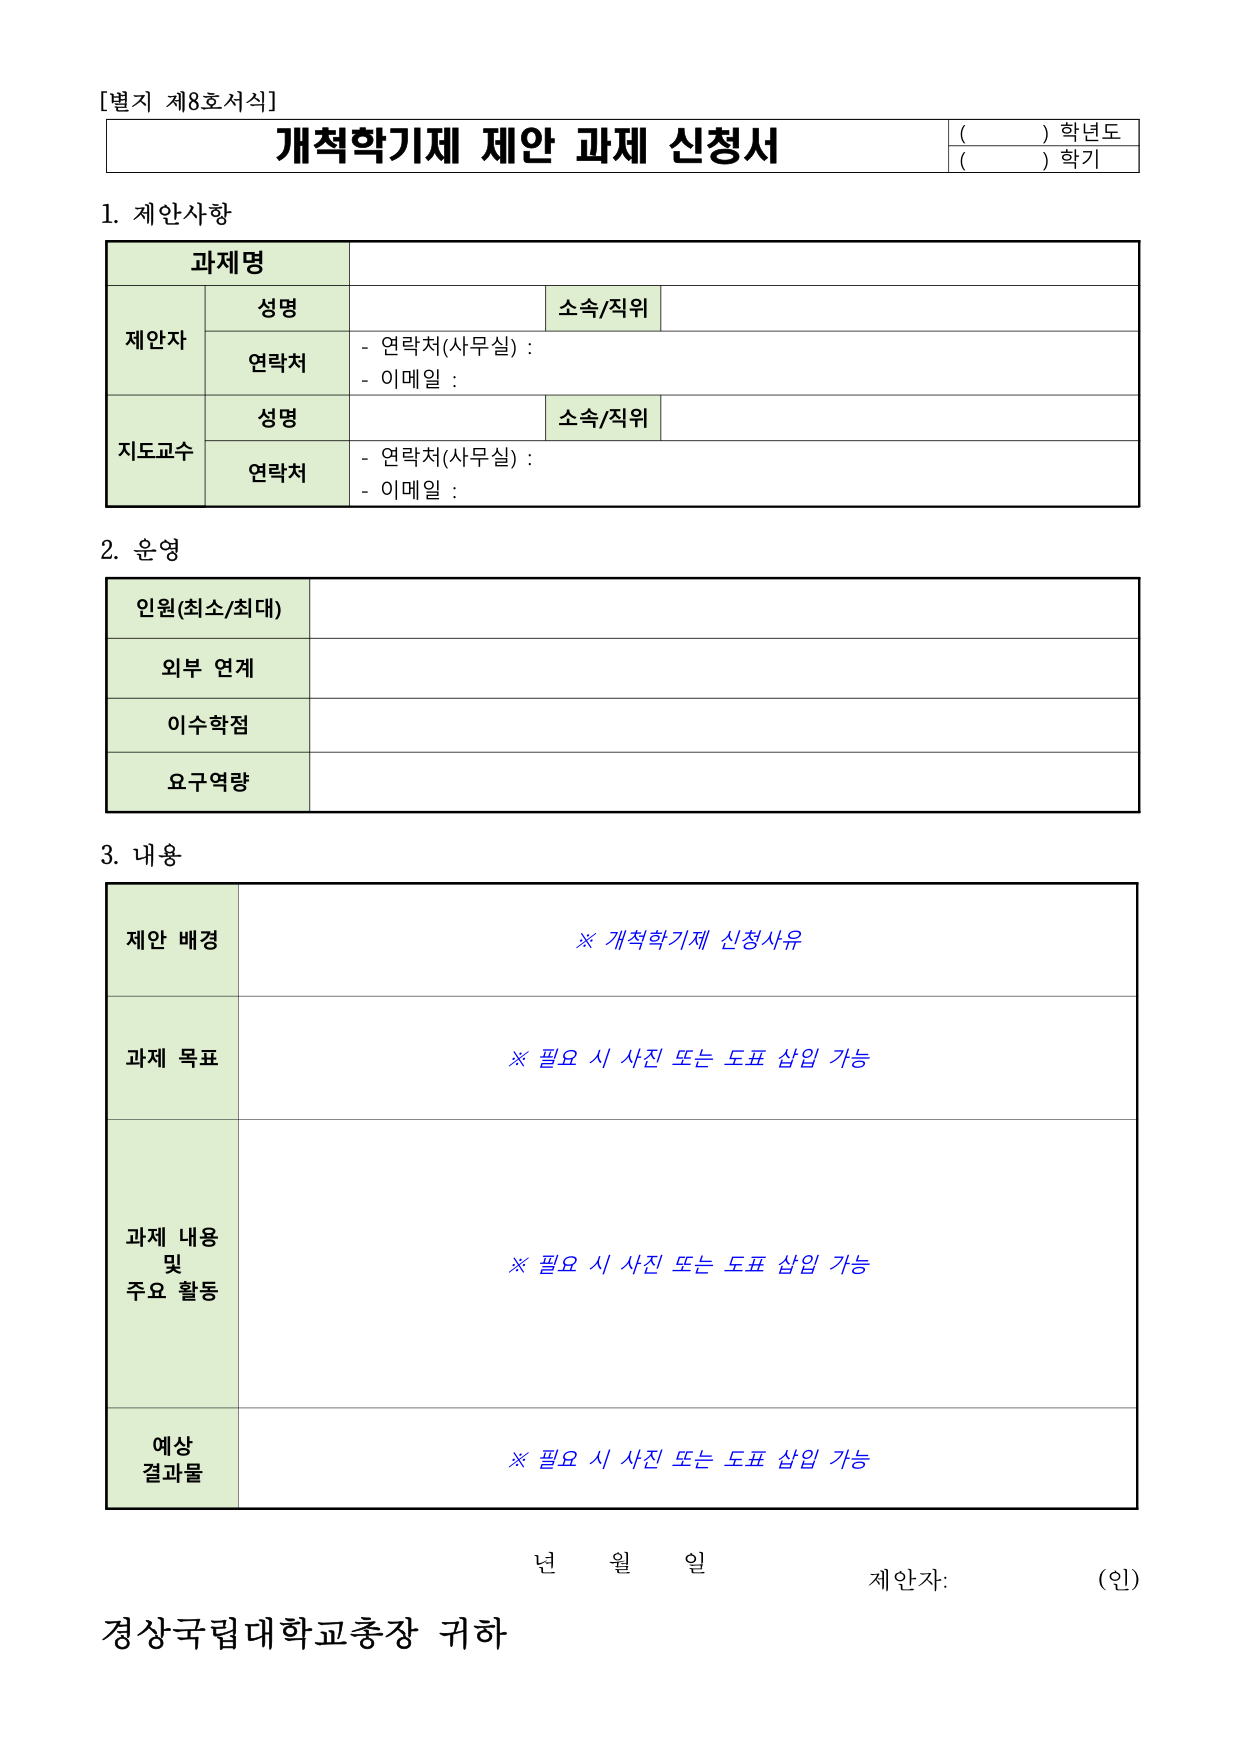 [별지 제8호서식]
개척학기제 제안 과제 신청서
( ) 학년도
( ) 학기
1. 제안사항
과제명
제안자
성명
소속/직위
연락처
- 연락처(사무실) :
- 이메일 :
지도교수
성명
소속/직위
연락처
- 연락처(사무실) :
- 이메일 :
2. 운영
인원(최소/최대)
외부 연계
이수학점
요구역량
3. 내용
제안 배경
※ 개척학기제 신청사유
과제 목표
※ 필요 시 사진 또는 도표 삽입 가능
과제 내용
및
주요 활동
※ 필요 시 사진 또는 도표 삽입 가능
예상
결과물
※ 필요 시 사진 또는 도표 삽입 가능
년 월 일
제안자: (인)
경상국립대학교총장 귀하